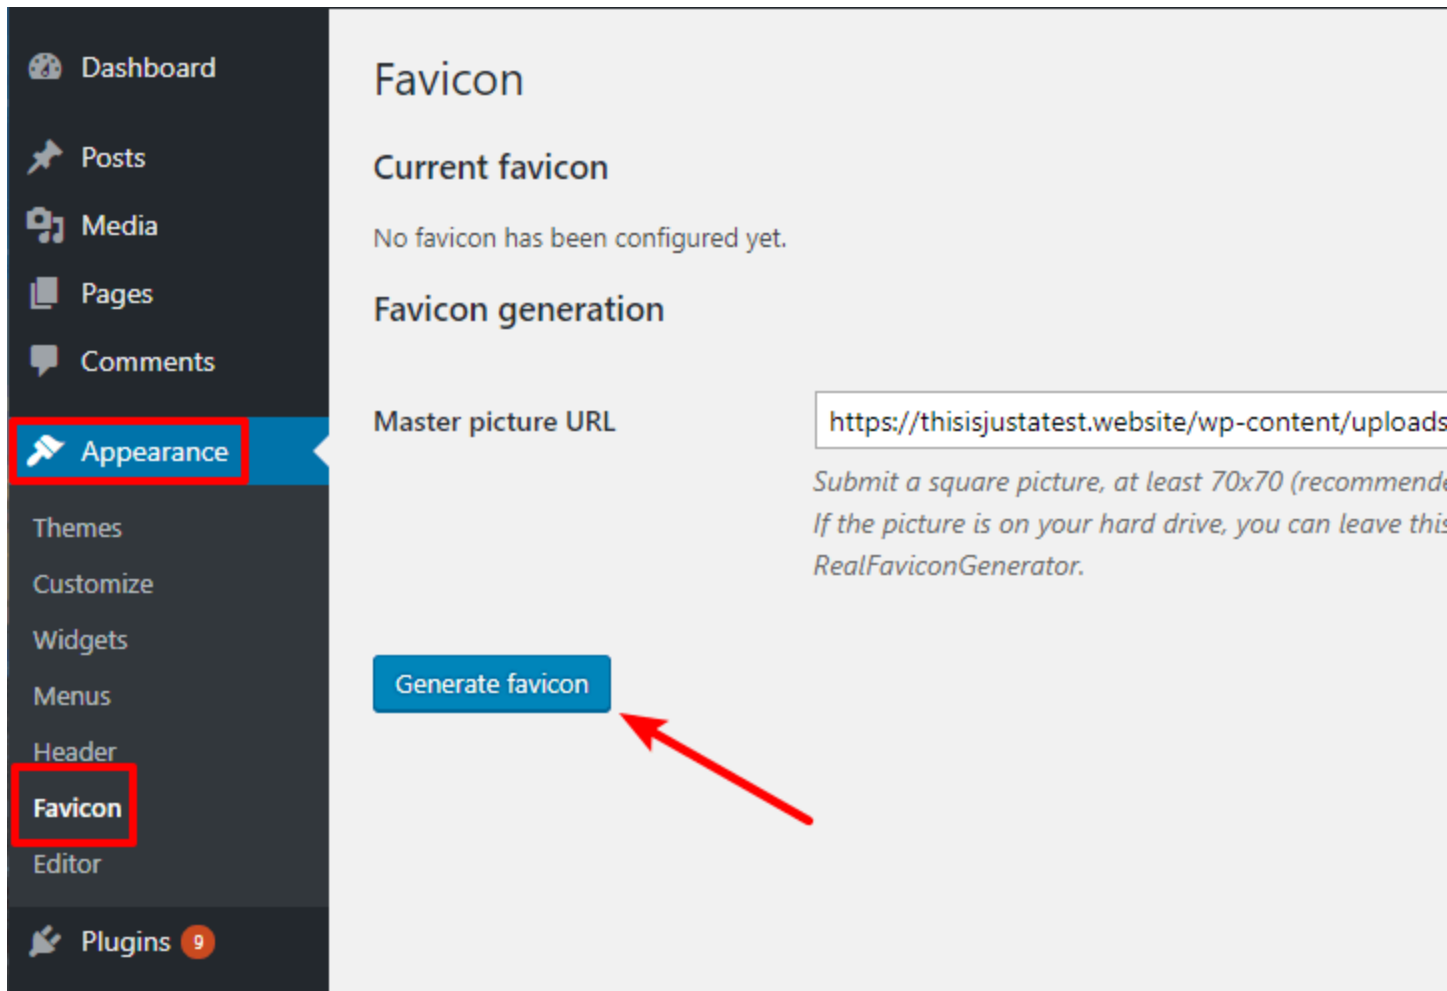 Dashboard
Posts
Media
Pages
Comments
Appearance
Themes
Customize
Widgets
Menus
Header
Favicon
Editor
Plugins 9
Favicon
Current favicon
No favicon has been configured yet.
Favicon generation
Master picture URL
https://thisisjustatest.website/wp-content/uploads
Submit a square picture, at least 70x70
If the picture is on your hard drive, you can leave this
RealFaviconGenerator.
Generate favicon